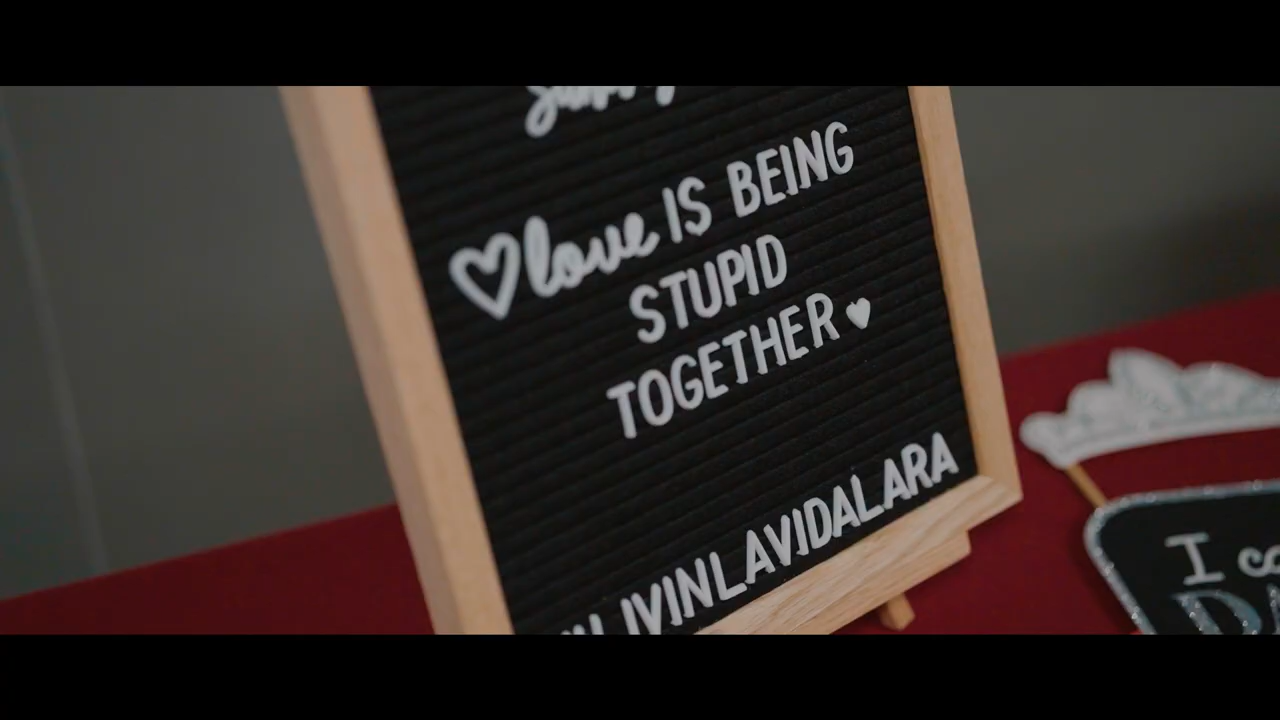 love IS BEING
STUPID
TOGETHER
LIVINLAVIDALARA
I